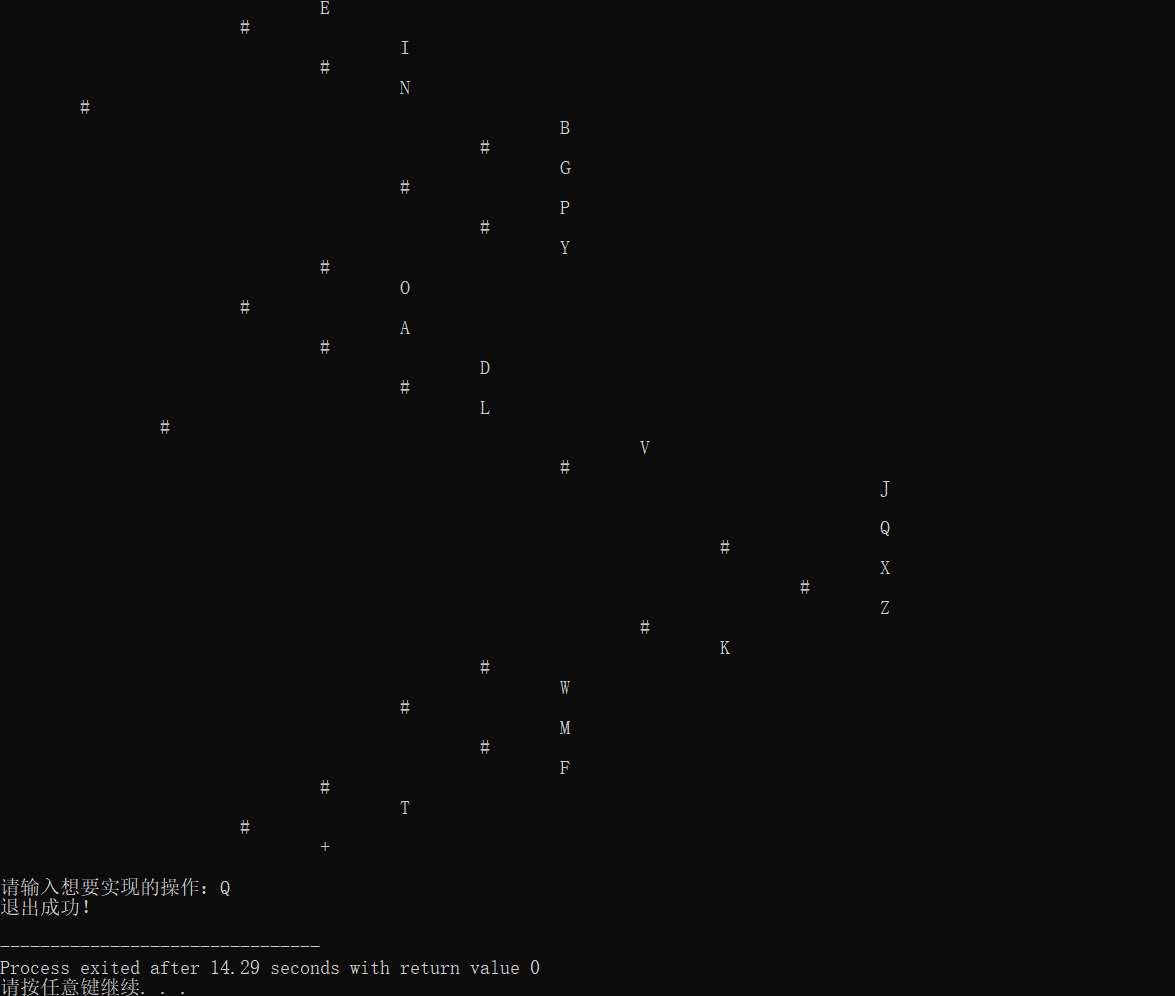 E
#
I
#
N
#
B
#
G
#
P
#
Y
#
O
#
A
#
D
#
L
#
V
#
J
Q
#
X
#
Z
#
K
#
W
#
M
#
F
#
T
#
+
请输入想要实现的操作：Q
退出成功！
--------------------------------
Process exited after 14.29 seconds with return value 0
请按任意键继续. . .